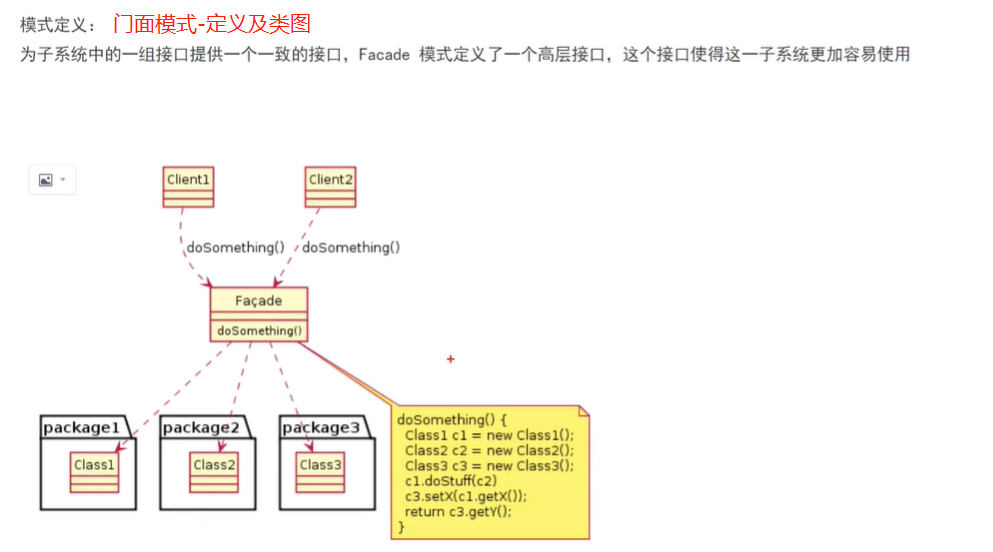 模式定义： 门面模式-定义及类图
为子系统中的一组接口提供一个一致的接口，Facade 模式定义了一个高层接口，这个接口使得这一子系统更加容易使用
Client1 Client2
doSomething() doSomething()
Façade
doSomething()
package1 package2 package3
Class1 Class2 Class3
doSomething() {
Class1 c1 = new Class1();
Class2 c2 = new Class2();
Class3 c3 = new Class3();
c1.doStuff(c2)
c3.setX(c1.getX());
return c3.getY();
}